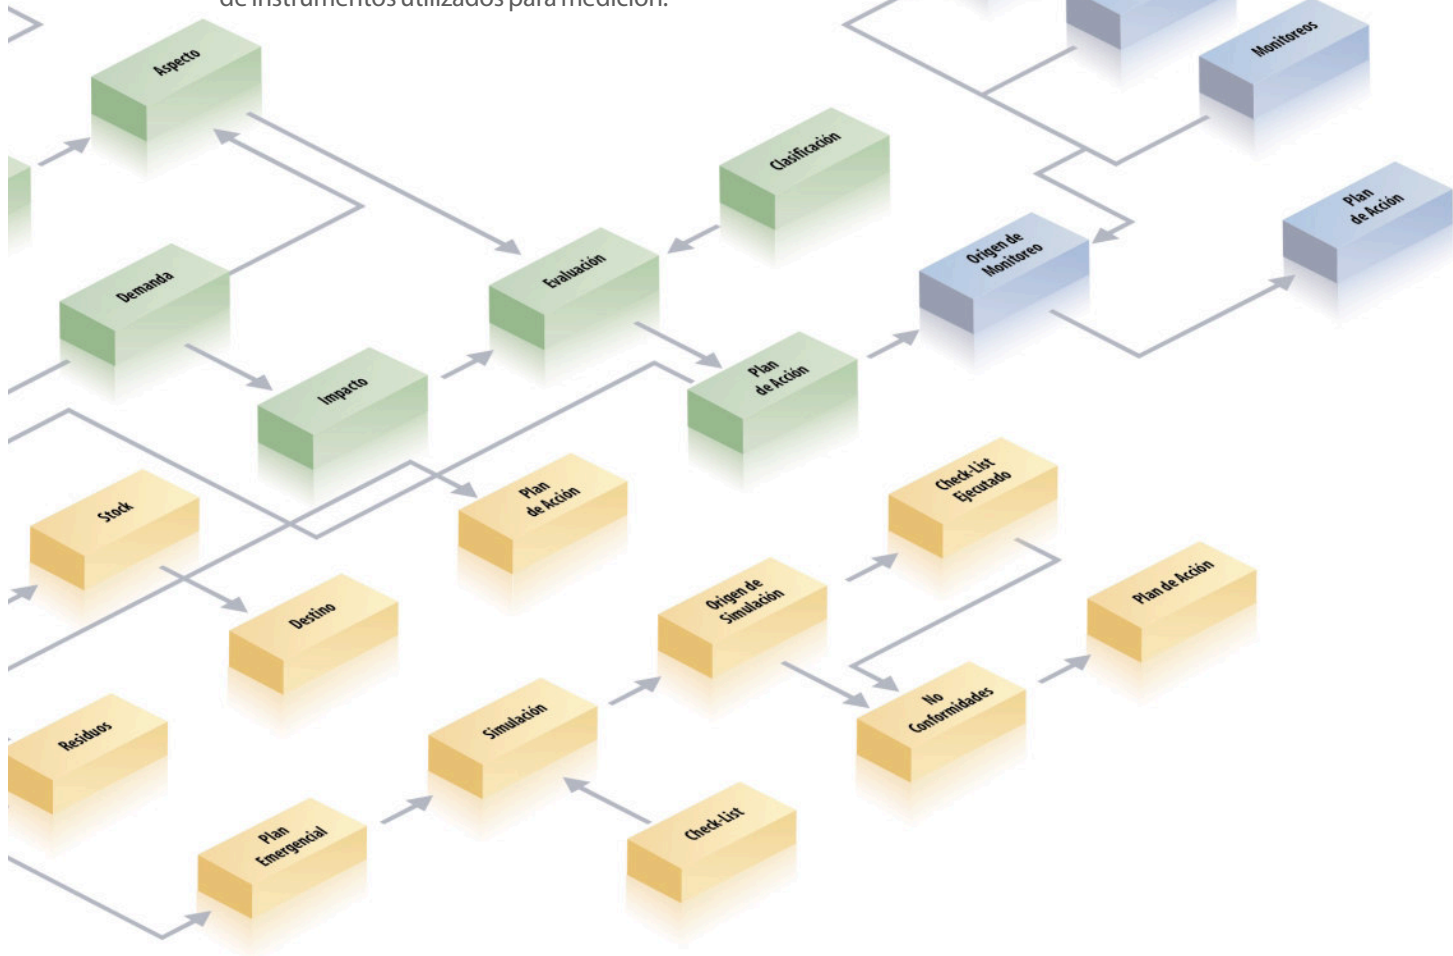 de instrumentos utilizados para medición.
Monitoreos
Aspecto
Clasificación
Plan
de Acción
Origen de
Monitoreo
Evaluación
Demanda
Plan
de Acción
Impacto
Check-List
Ejecutado
Plan
de Acción
Stock
Plan de Acción
Origen de
Simulación
Destino
No
Conformidades
Simulación
Residuos
Check-List
Plan
Emergencial